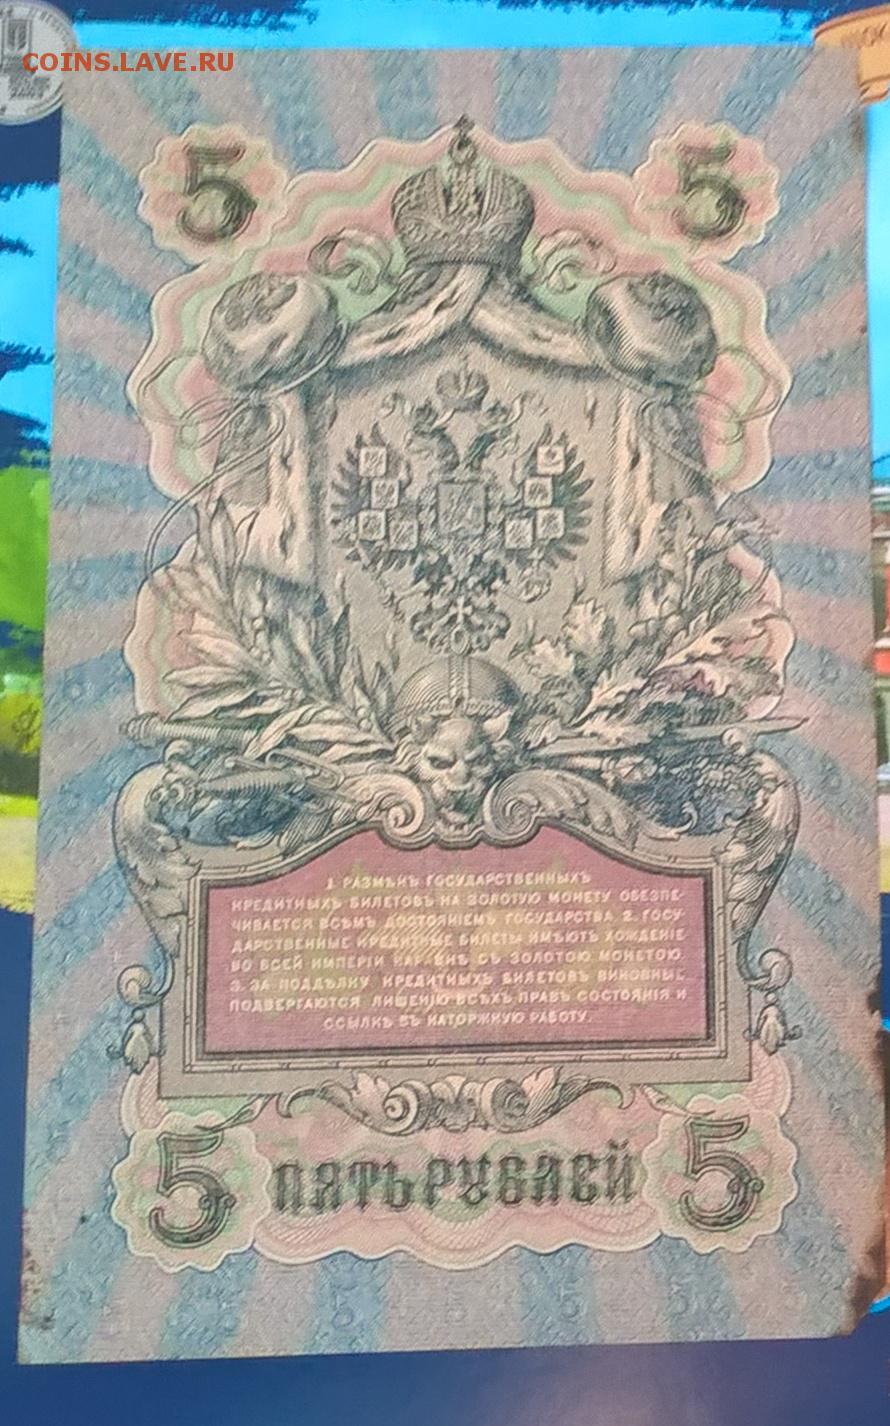 COINS.LAVE.RU
5 5
1. РАЗМѢНЪ ГОСУДАРСТВЕННЫХЪ
КРЕДИТНЫХЪ БИЛЕТОВЪ НА ЗОЛОТУЮ МОНЕТУ ОБЕЗПЕ-
ЧИВАЕТСЯ ВСѢМЪ ДОСТОЯНІЕМЪ ГОСУДАРСТВА. 2. ГОСУ-
ДАРСТВЕННЫЕ КРЕДИТНЫЕ БИЛЕТЫ ИМѢЮТЪ ХОЖДЕНІЕ
ВО ВСЕЙ ИМПЕРІИ НАРАВНѢ СЪ ЗОЛОТОЮ МОНЕТОЮ.
3. ЗА ПОДДѢЛКУ КРЕДИТНЫХЪ БИЛЕТОВЪ ВИНОВНЫЕ
ПОДВЕРГАЮТСЯ ЛИШЕНІЮ ВСѢХЪ ПРАВЪ СОСТОЯНІЯ И
ССЫЛКѢ ВЪ КАТОРЖНУЮ РАБОТУ.
5 ПЯТЬ РУБЛЕЙ 5